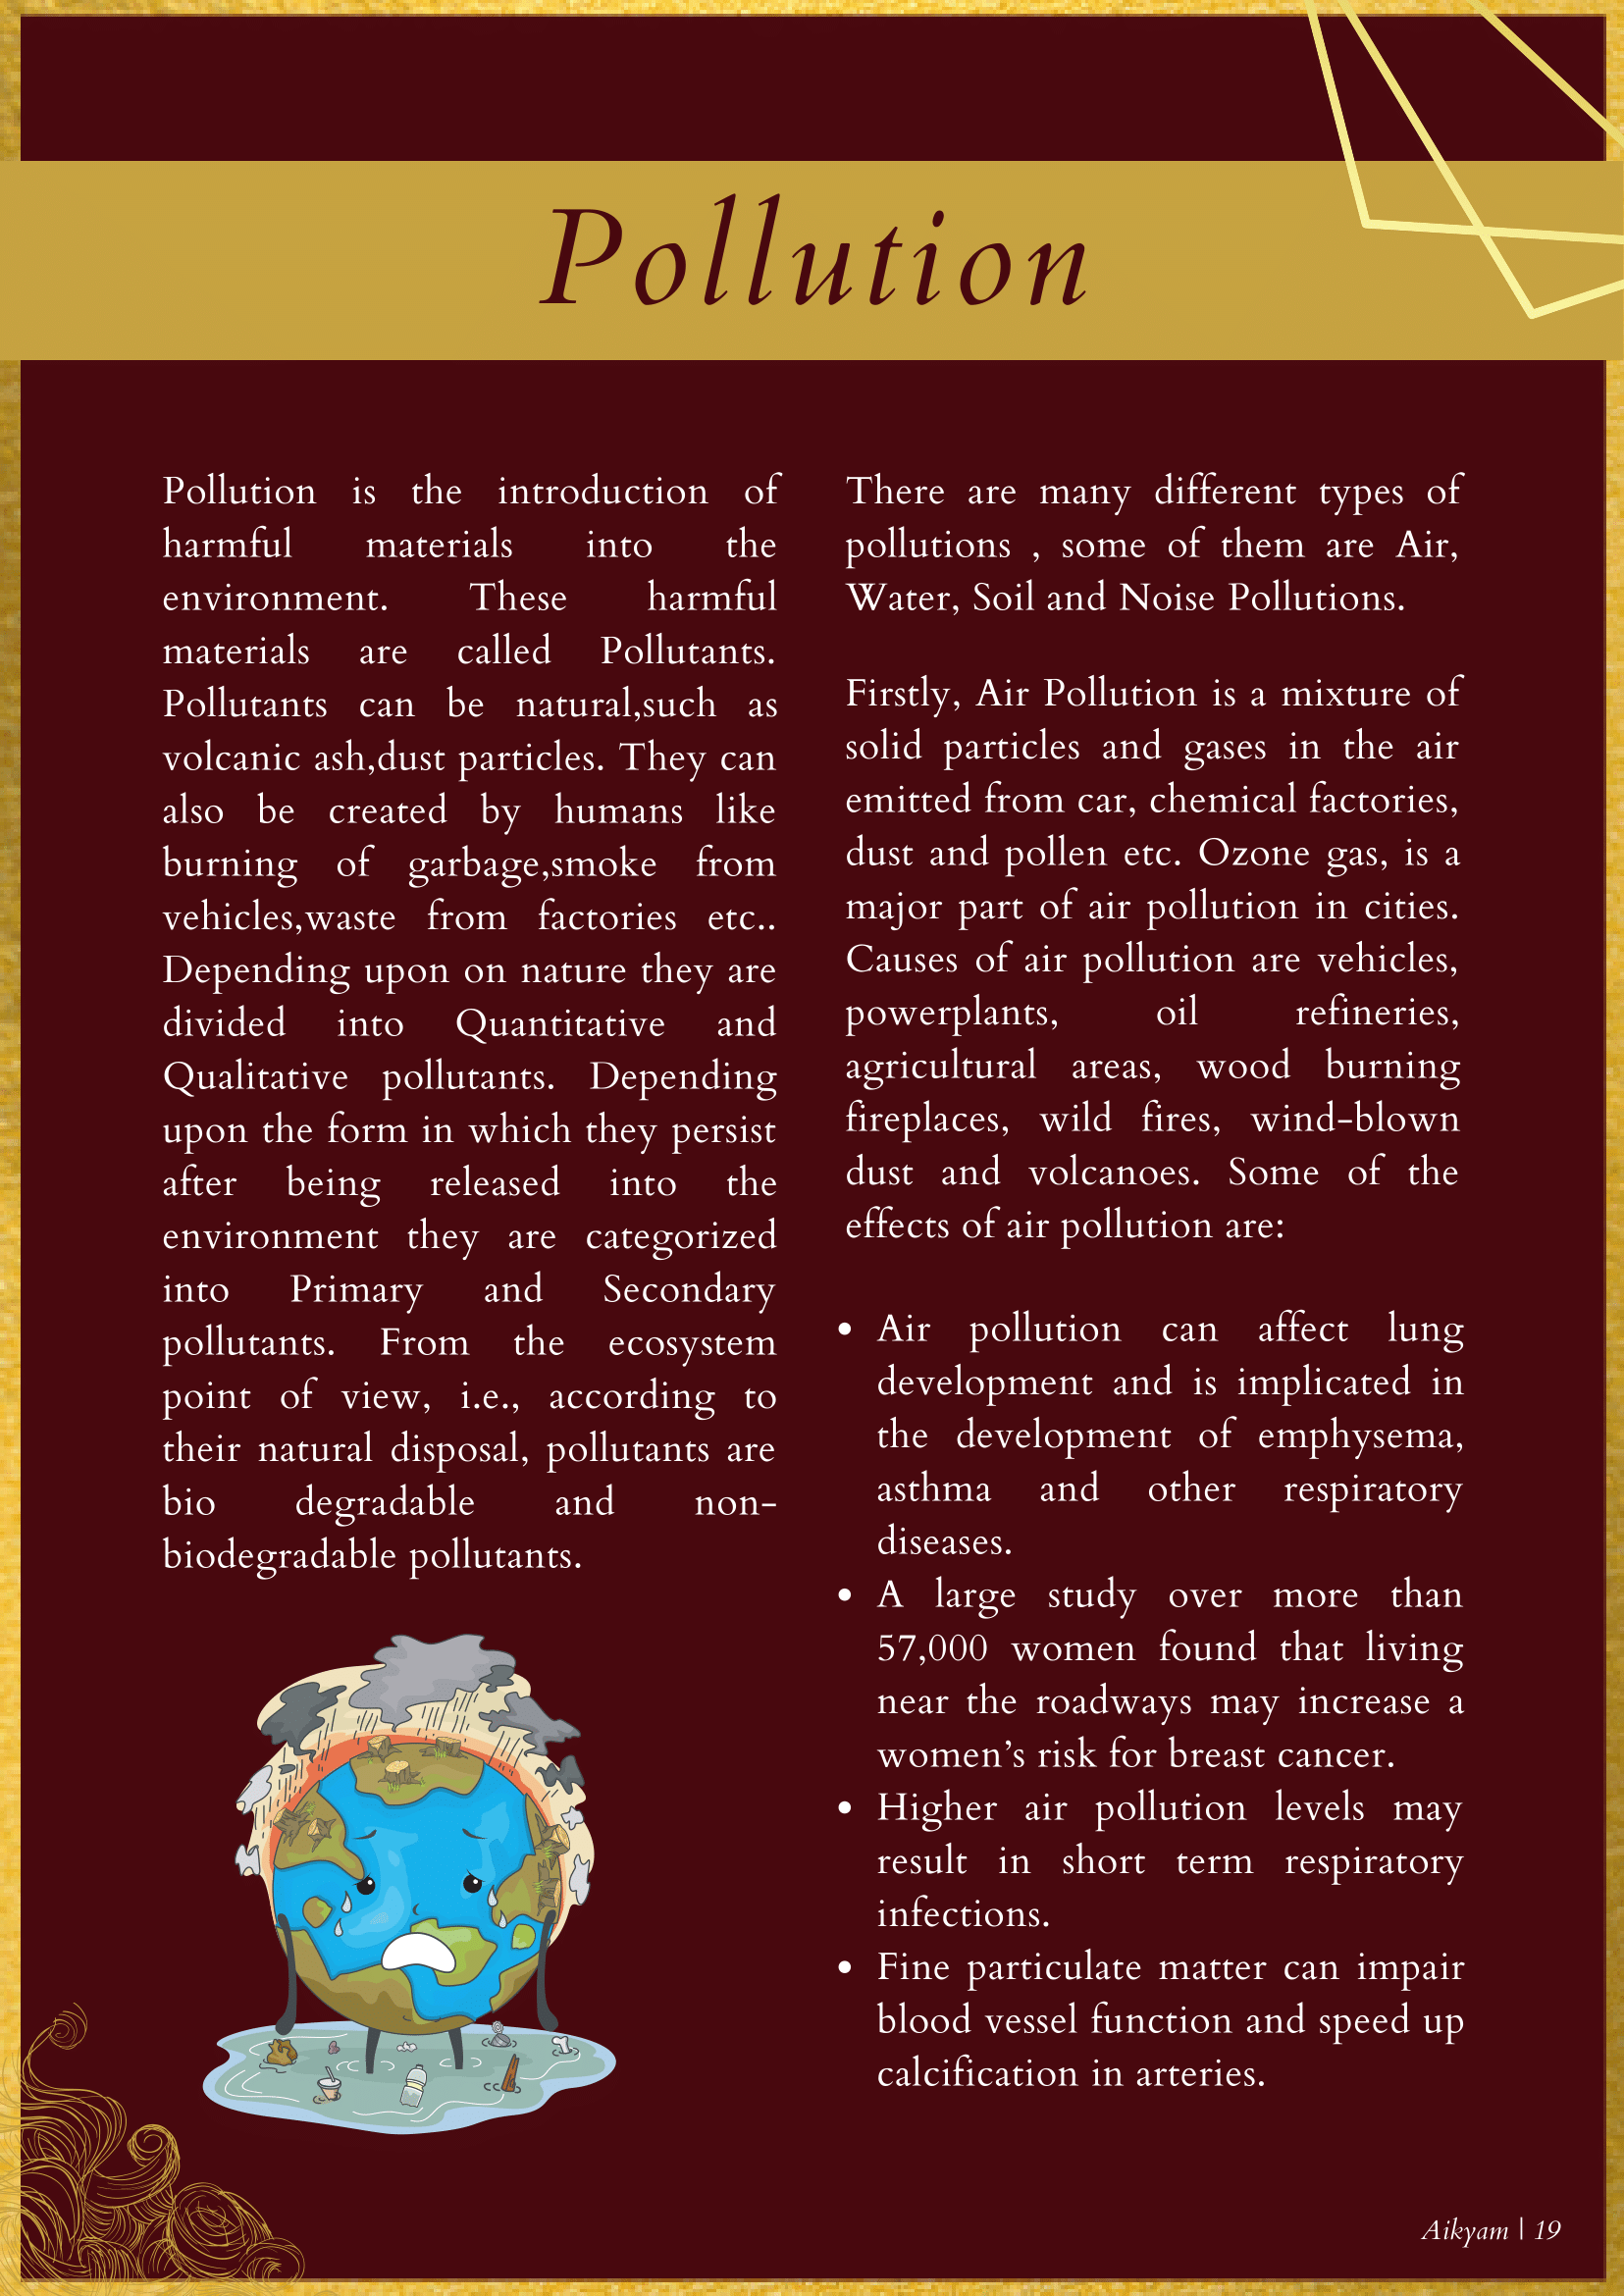 Pollution
Pollution is the introduction of
harmful materials into the
environment. These harmful
materials are called Pollutants.
Pollutants can be natural,such as
volcanic ash,dust particles. They can
also be created by humans like
burning of garbage,smoke from
vehicles,waste from factories etc..
Depending upon on nature they are
divided into Quantitative and
Qualitative pollutants. Depending
upon the form in which they persist
after being released into the
environment they are categorized
into Primary and Secondary
pollutants. From the ecosystem
point of view, i.e., according to
their natural disposal, pollutants are
bio degradable and non-
biodegradable pollutants.
There are many different types of
pollutions , some of them are Air,
Water, Soil and Noise Pollutions.
Firstly, Air Pollution is a mixture of
solid particles and gases in the air
emitted from car, chemical factories,
dust and pollen etc. Ozone gas, is a
major part of air pollution in cities.
Causes of air pollution are vehicles,
powerplants, oil refineries,
agricultural areas, wood burning
fireplaces, wild fires, wind-blown
dust and volcanoes. Some of the
effects of air pollution are:
• Air pollution can affect lung
development and is implicated in
the development of emphysema,
asthma and other respiratory
diseases.
• A large study over more than
57,000 women found that living
near the roadways may increase a
women's risk for breast cancer.
• Higher air pollution levels may
result in short term respiratory
infections.
• Fine particulate matter can impair
blood vessel function and speed up
calcification in arteries.
Aikyam | 19